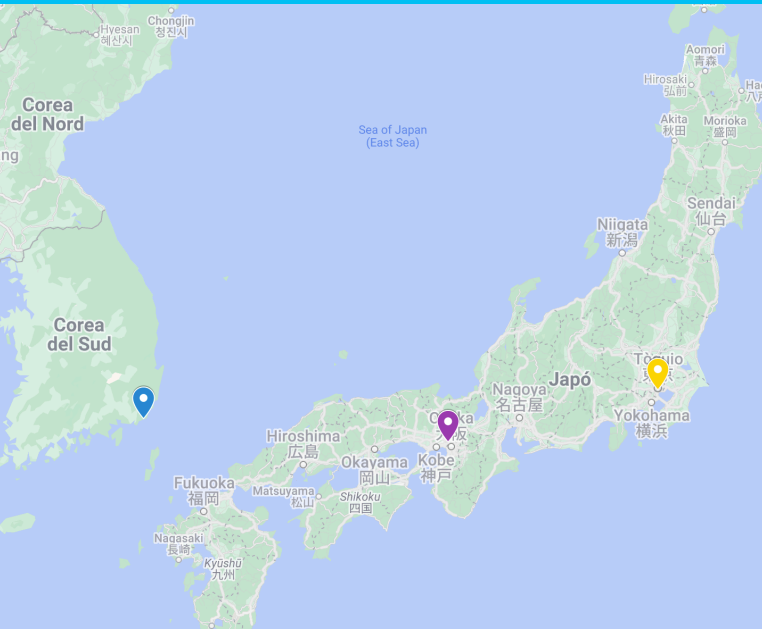 Hyesan
혜산시
Chongjin
청진시
Corea
del Nord
ng
Sea of Japan
(East Sea)
Aomori
青森
Hirosaki
弘前
Akita
秋田
Morioka
盛岡
Sendai
仙台
Niigata
新潟
Corea
del Sud
Japó
Nagoya
名古屋
Yokohama
横浜
Hiroshima
広島
Okayama
岡山
Kobe
神戸
Fukuoka
福岡
Matsuyama
松山
Shikoku
四国
Nagasaki
長崎
Kyūshū
九州